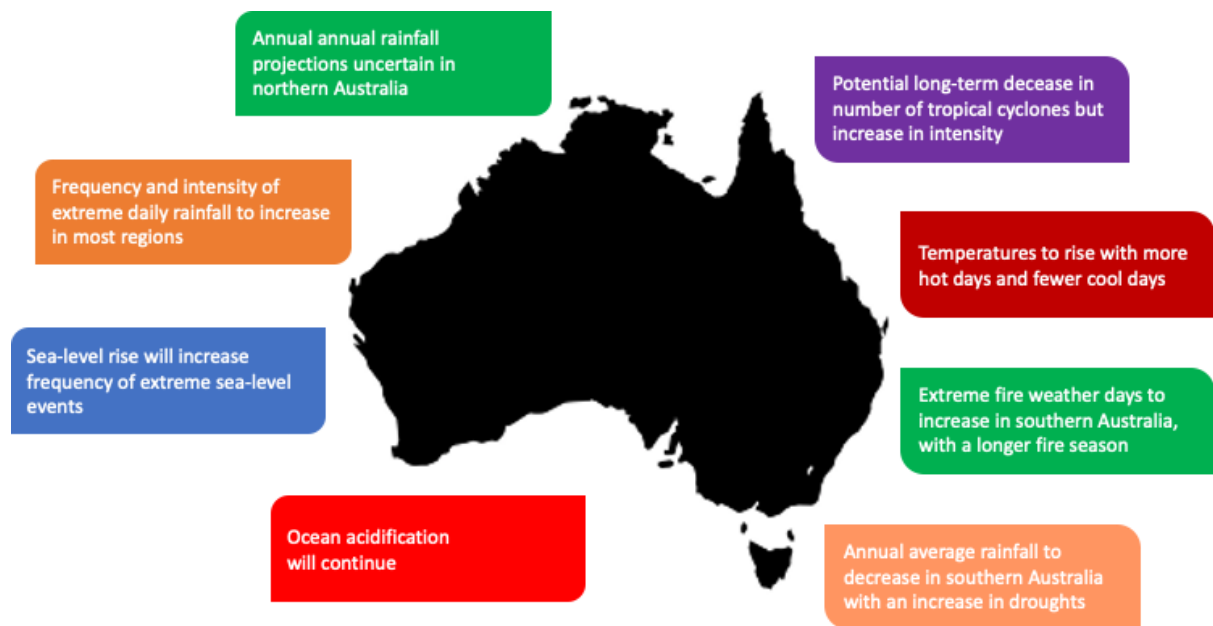 Annual annual rainfall
projections uncertain in
northern Australia
Potential long-term decease in
number of tropical cyclones but
increase in intensity
Frequency and intensity of
extreme daily rainfall to increase
in most regions
Temperatures to rise with more
hot days and fewer cool days
Sea-level rise will increase
frequency of extreme sea-level
events
Extreme fire weather days to
increase in southern Australia,
with a longer fire season
Ocean acidification
will continue
Annual average rainfall to
decrease in southern Australia
with an increase in droughts